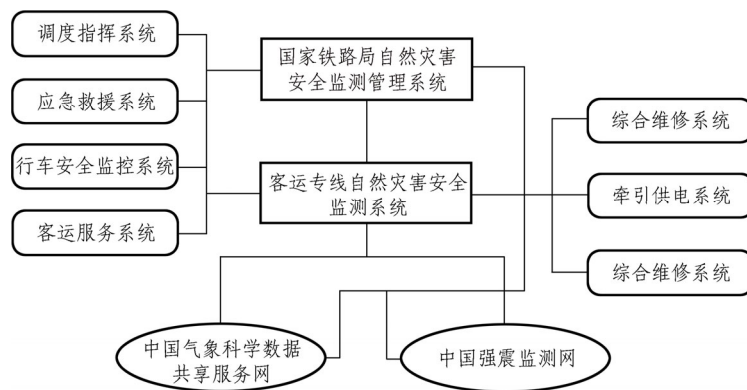 调度指挥系统
应急救援系统
行车安全监控系统
客运服务系统
国家铁路局自然灾害
安全监测管理系统
客运专线自然灾害安全
监测系统
综合维修系统
牵引供电系统
综合维修系统
中国气象科学数据
共享服务网
中国强震监测网